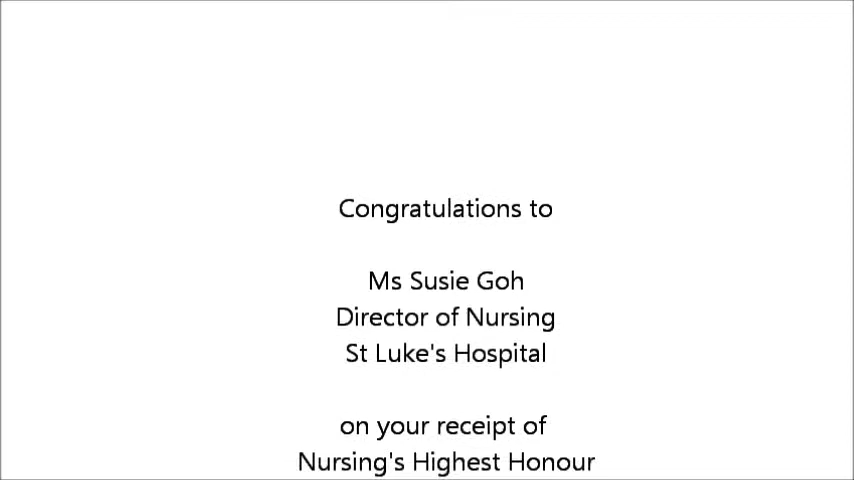 Congratulations to
Ms Susie Goh
Director of Nursing
St Luke's Hospital
on your receipt of
Nursing's Highest Honour